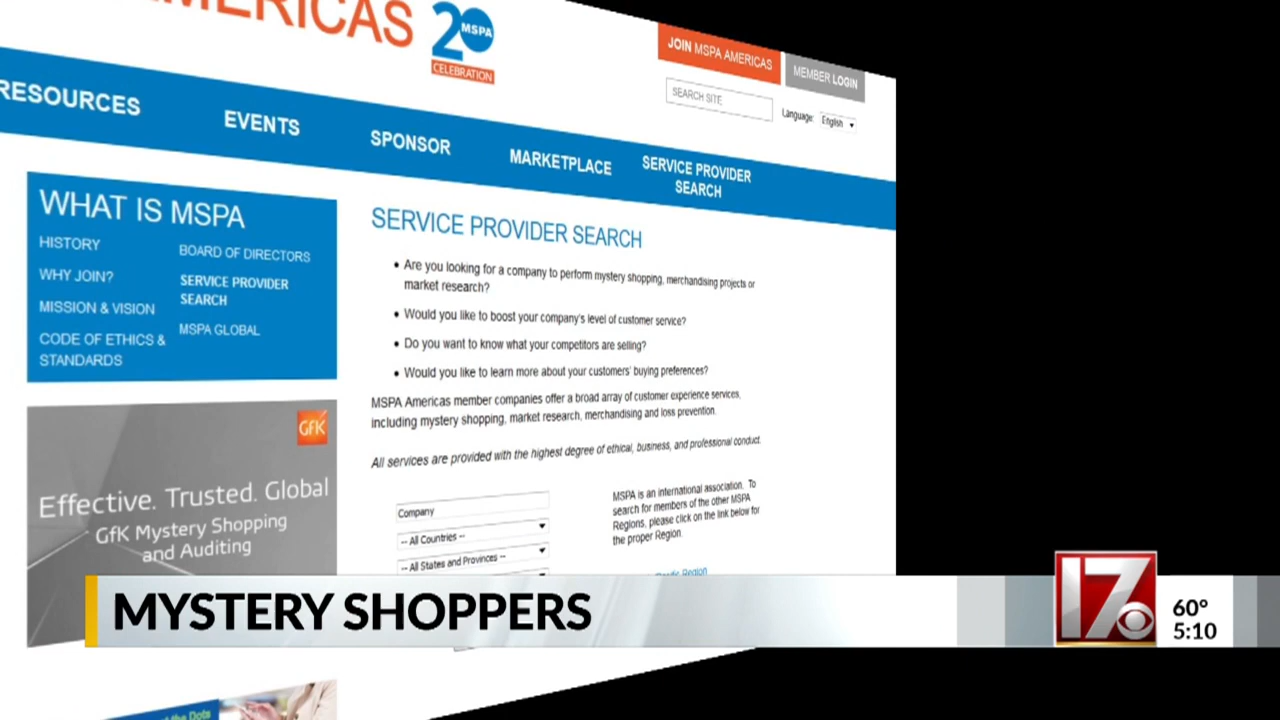 AMERICAS
20
MSPA
CELEBRATION
JOIN MSPA AMERICAS
MEMBER LOGIN
SEARCH SITE
Language: English
RESOURCES
EVENTS
SPONSOR
MARKETPLACE
SERVICE PROVIDER
SEARCH
WHAT IS MSPA
HISTORY
WHY JOIN?
MISSION & VISION
CODE OF ETHICS &
STANDARDS
BOARD OF DIRECTORS
SERVICE PROVIDER
SEARCH
MSPA GLOBAL
SERVICE PROVIDER SEARCH
• Are you looking for a company to perform mystery shopping, merchandising projects or
market research?
• Would you like to boost your company's level of customer service?
• Do you want to know what your competitors are selling?
• Would you like to learn more about your customers' buying preferences?
MSPA Americas member companies offer a broad array of customer experience services,
including mystery shopping, market research, merchandising and loss prevention.
All services are provided with the highest degree of ethical, business, and professional conduct.
Company
-- All Countries --
-- All States and Provinces --
MSPA is an international association. To
search for members of the other MSPA
Regions, please click on the link below for
the proper Region.
Region
GfK
Effective. Trusted. Global
GfK Mystery Shopping
and Auditing
the Dots
MYSTERY SHOPPERS
17
60°
5:10